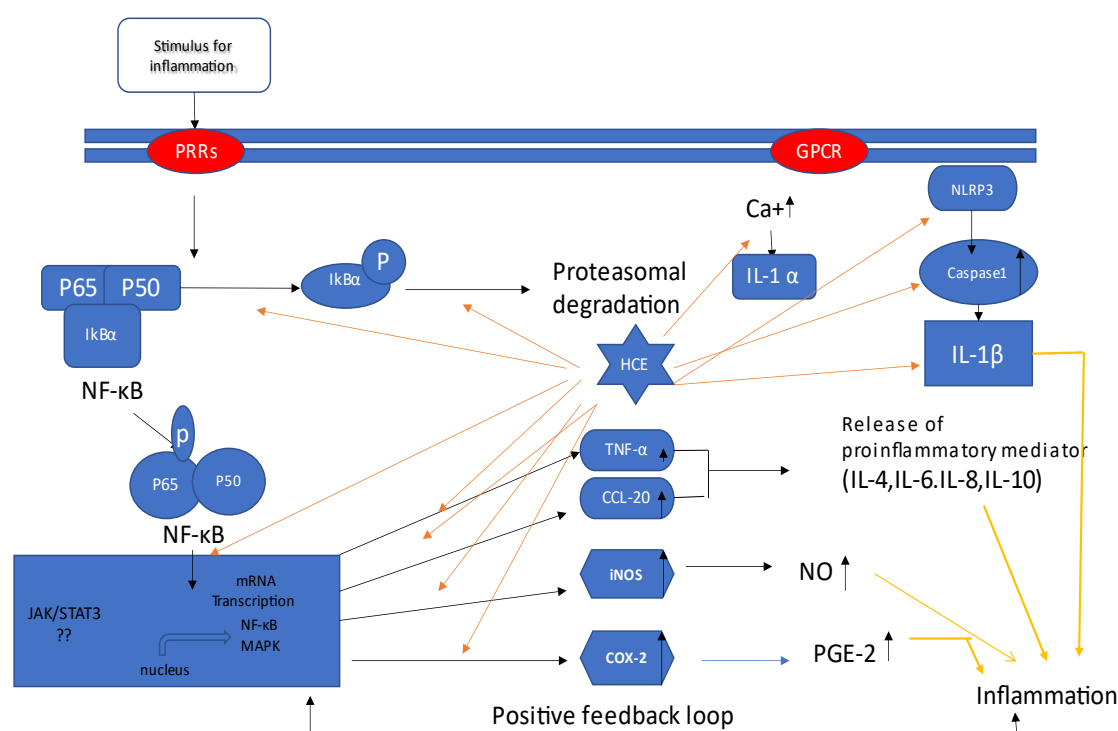 Stimulus for
inflammation
PRRs
GPCR
NLRP3
Ca+
IL-1 α
Caspase1
IL-1β
P65
P50
IkBα
NF-κB
IkBα
P
Proteasomal
degradation
HCE
p
P65
P50
NF-κB
TNF-α
CCL-20
Release of
proinflammatory mediator
(IL-4,IL-6.IL-8,IL-10)
JAK/STAT3
??
mRNA
Transcription
NF-κB
MAPK
nucleus
iNOS
NO
COX-2
PGE-2
Inflammation
Positive feedback loop